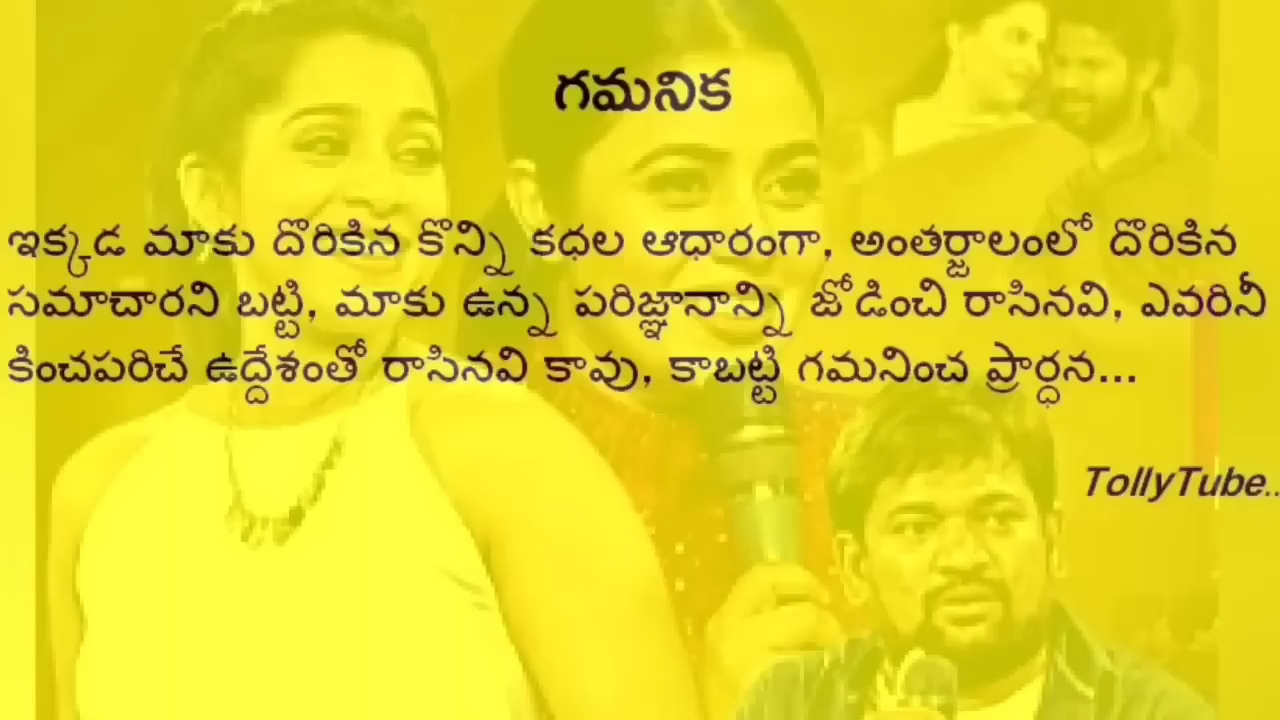 గమనిక
ఇక్కడ మాకు దొరికిన కొన్ని కధల ఆధారంగా, అంతర్జాలంలో దొరికిన
సమాచారని బట్టి, మాకు ఉన్న పరిజ్ఞానాన్ని జోడించి రాసినవి, ఎవరినీ
కించపరిచే ఉద్దేశంతో రాసినవి కావు, కాబట్టి గమనించ ప్రార్ధన...
TollyTube..